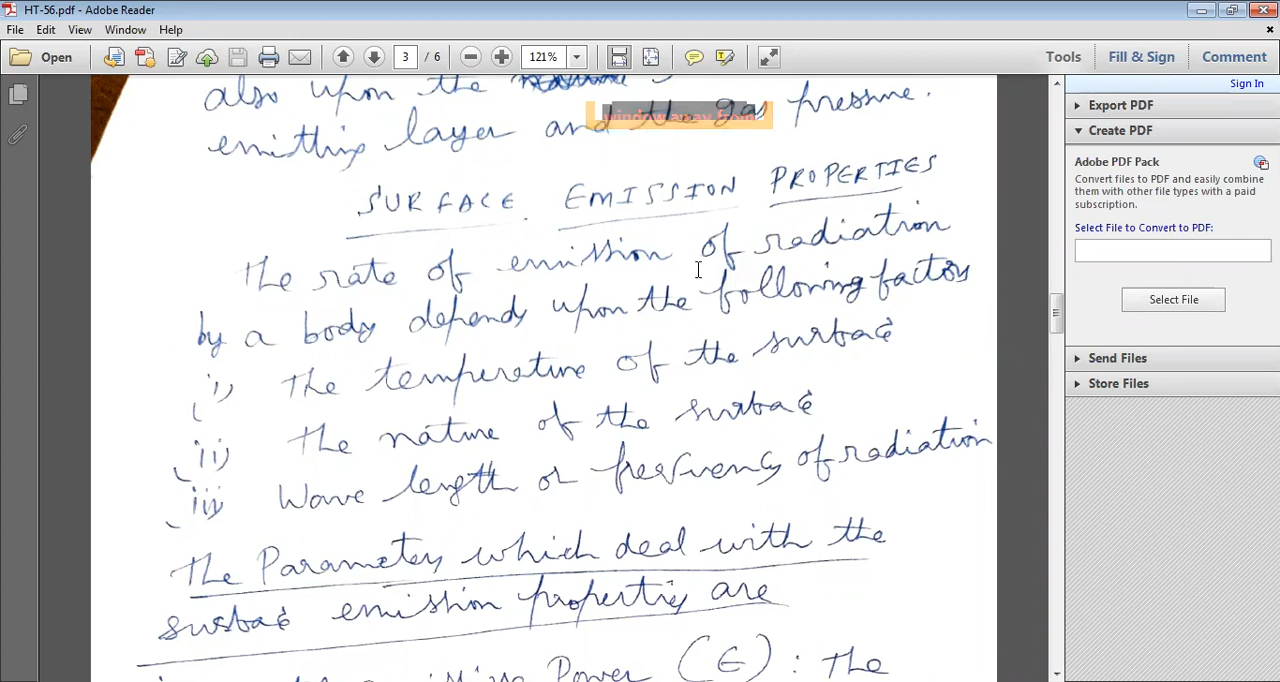 HT-56.pdf - Adobe Reader
File Edit View Window Help
Open 3 / 6 121% Tools Fill & Sign Comment
Sign In
Export PDF
Create PDF
Adobe PDF Pack
Convert files to PDF and easily combine
them with other file types with a paid
subscription.
Select File to Convert to PDF:
Select File
Send Files
Store Files
also upon the
emitting layer and the gas pressure.
SURFACE EMISSION PROPERTIES
The rate of emission of radiation
by a body depends upon the following factors
i) The temperature of the surface
(ii) The nature of the surface
(iii) Wave length or frequency of radiation
The Parameters which deal with the
surface emission properties are
Power (E): The